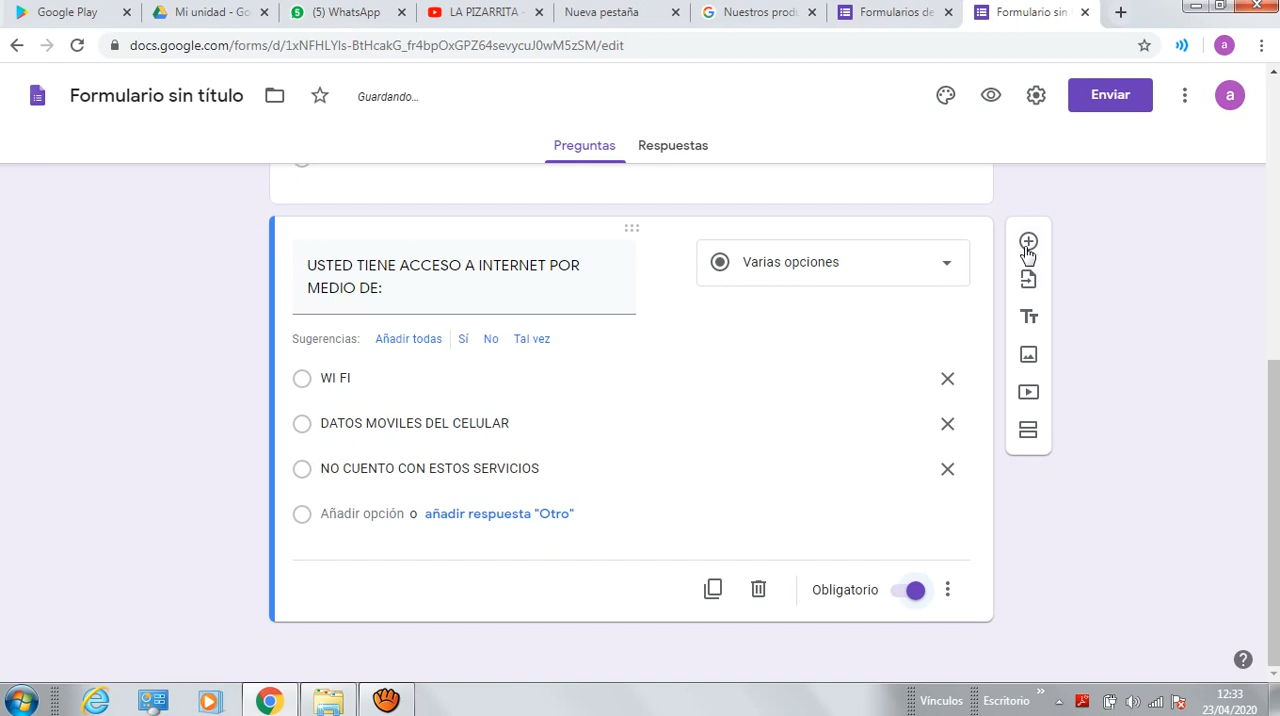 Google Play
Mi unidad - Go
(5) WhatsApp
LA PIZARRITA -
Nueva pestaña
Nuestros produ
Formularios de
Formulario sin t
docs.google.com/forms/d/1xNFHLYIs-BtHcakG_fr4bpOxGPZ64sevycuJ0wM5zSM/edit
a
Formulario sin título
Guardando...
Enviar
a
Preguntas
Respuestas
USTED TIENE ACCESO A INTERNET POR
MEDIO DE:
Varias opciones
Sugerencias:
Añadir todas
Sí
No
Tal vez
WI FI
DATOS MOVILES DEL CELULAR
NO CUENTO CON ESTOS SERVICIOS
Añadir opción o añadir respuesta "Otro"
Obligatorio
Vínculos
Escritorio
12:33
23/04/2020